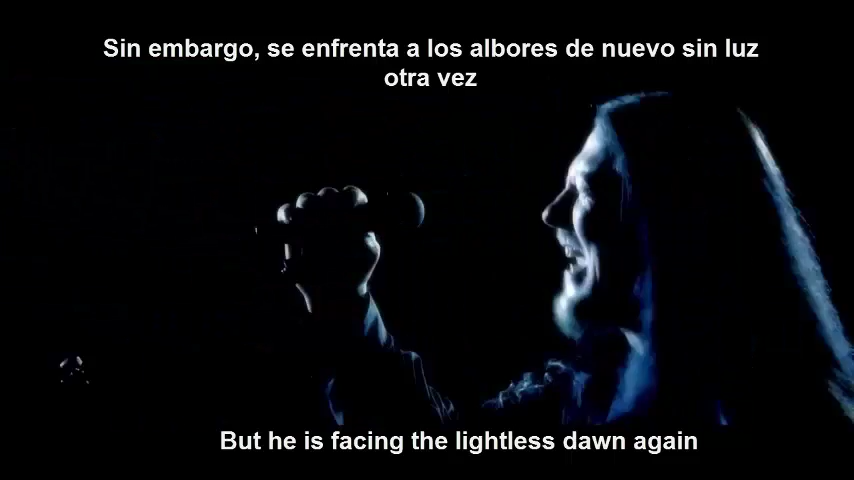 Sin embargo, se enfrenta a los albores de nuevo sin luz
otra vez
But he is facing the lightless dawn again